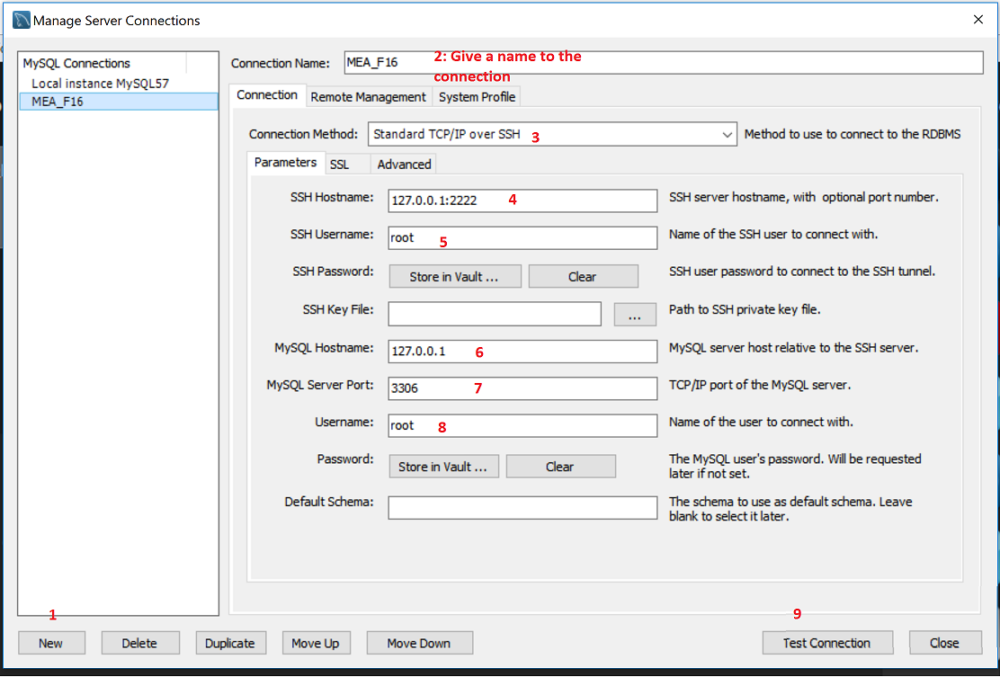 Manage Server Connections
MySQL Connections
Local instance MySQL57
MEA_F16
Connection Name: MEA_F16 2: Give a name to the
connection
Connection Remote Management System Profile
Connection Method: Standard TCP/IP over SSH 3 Method to use to connect to the RDBMS
Parameters SSL Advanced
SSH Hostname: 127.0.0.1:2222 4 SSH server hostname, with optional port number.
SSH Username: root 5 Name of the SSH user to connect with.
SSH Password: Store in Vault ... Clear SSH user password to connect to the SSH tunnel.
SSH Key File: ... Path to SSH private key file.
MySQL Hostname: 127.0.0.1 6 MySQL server host relative to the SSH server.
MySQL Server Port: 3306 7 TCP/IP port of the MySQL server.
Username: root 8 Name of the user to connect with.
Password: Store in Vault ... Clear The MySQL user's password. Will be requested
later if not set.
Default Schema: The schema to use as default schema. Leave
blank to select it later.
1 9
New Delete Duplicate Move Up Move Down Test Connection Close